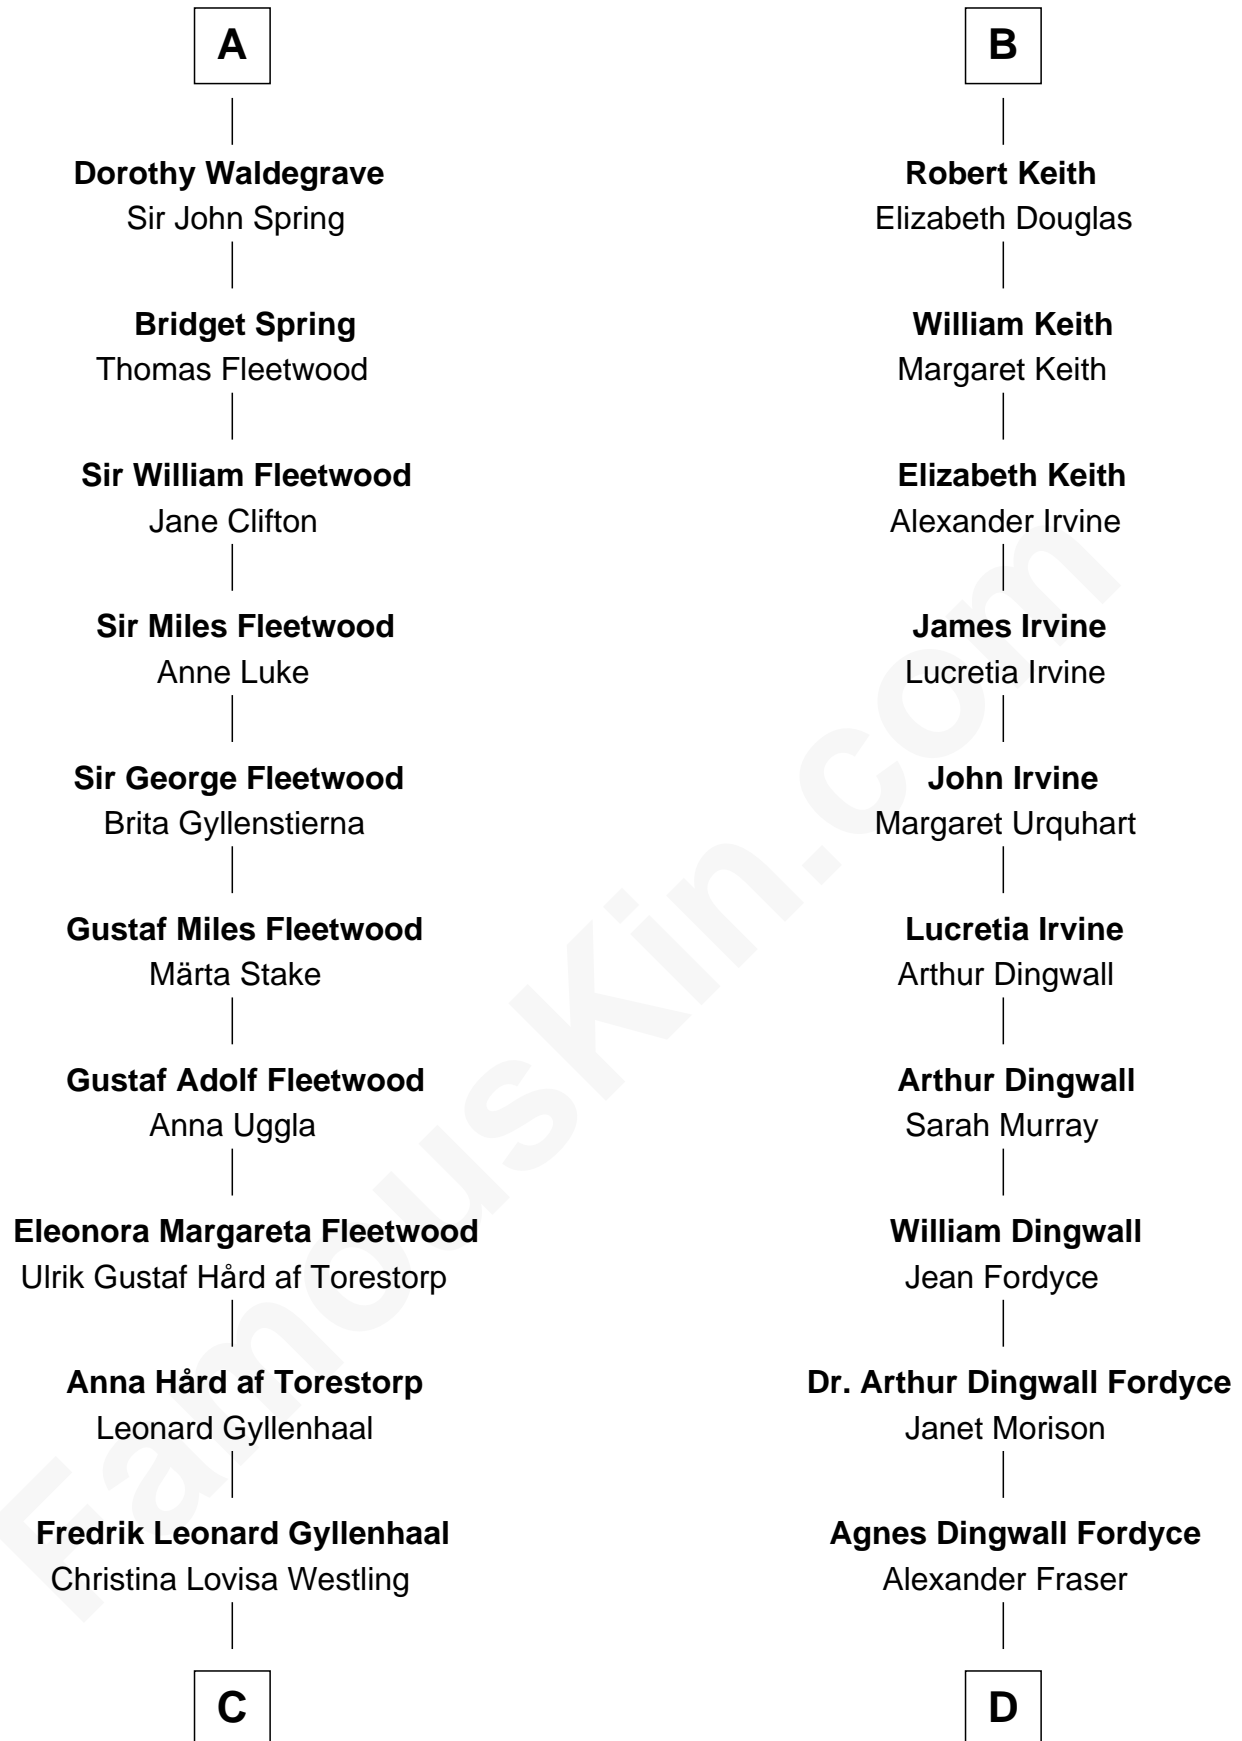 A
Dorothy Waldegrave
Sir John Spring
Bridget Spring
Thomas Fleetwood
Sir William Fleetwood
Jane Clifton
Sir Miles Fleetwood
Anne Luke
Sir George Fleetwood
Brita Gyllenstierna
Gustaf Miles Fleetwood
Märta Stake
Gustaf Adolf Fleetwood
Anna Uggla
Eleonora Margareta Fleetwood
Ulrik Gustaf Hård af Torestorp
Anna Hård af Torestorp
Leonard Gyllenhaal
Fredrik Leonard Gyllenhaal
Christina Lovisa Westling
C
B
Robert Keith
Elizabeth Douglas
William Keith
Margaret Keith
Elizabeth Keith
Alexander Irvine
James Irvine
Lucretia Irvine
John Irvine
Margaret Urquhart
Lucretia Irvine
Arthur Dingwall
Arthur Dingwall
Sarah Murray
William Dingwall
Jean Fordyce
Dr. Arthur Dingwall Fordyce
Janet Morison
Agnes Dingwall Fordyce
Alexander Fraser
D
FamousKin.com